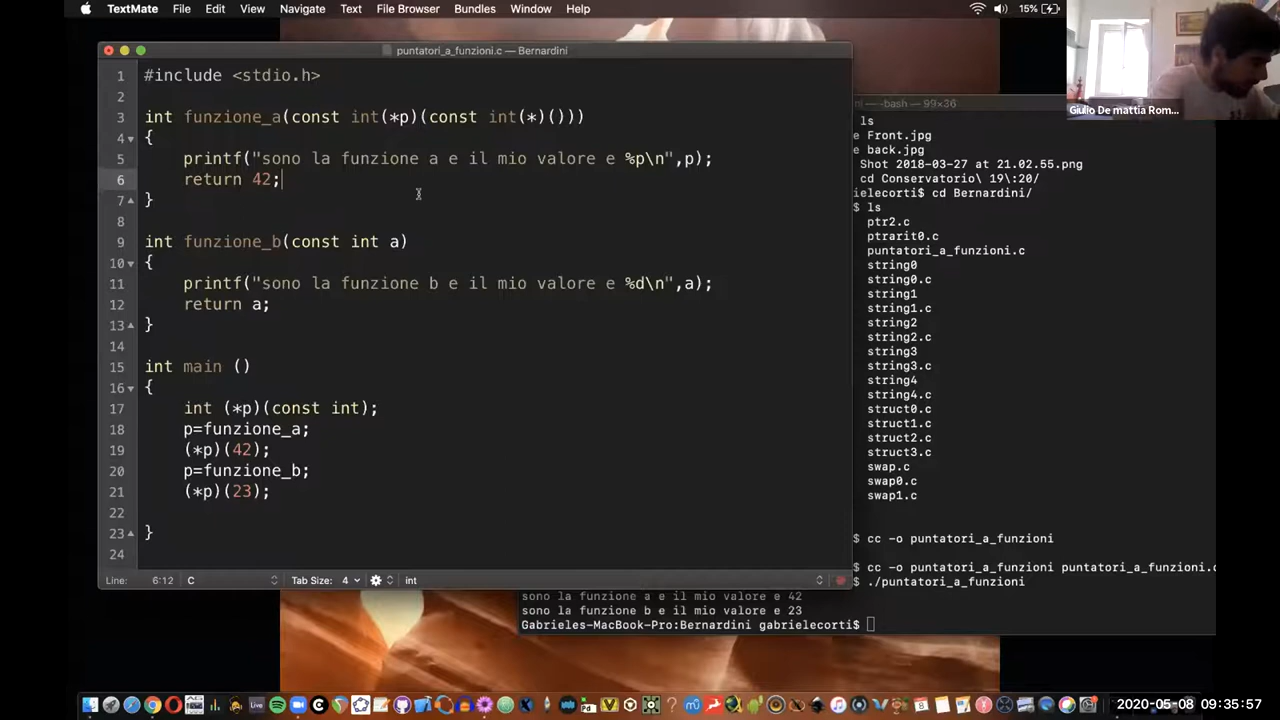 TextMate File Edit View Navigate Text File Browser Bundles Window Help 15%
Giulio De mattia Rom...
puntatori_a_funzioni.c — Bernardini
1 #include <stdio.h>
2
3 int funzione_a(const int(*p)(const int(*)()))
4 {
5 printf("sono la funzione a e il mio valore e %p\n",p);
6 return 42;
7 }
8
9 int funzione_b(const int a)
10 {
11 printf("sono la funzione b e il mio valore e %d\n",a);
12 return a;
13 }
14
15 int main ()
16 {
17 int (*p)(const int);
18 p=funzione_a;
19 (*p)(42);
20 p=funzione_b;
21 (*p)(23);
22
23 }
24
Line: 6:12 C Tab Size: 4 int
— -bash — 99×36
ls
e Front.jpg
e back.jpg
Shot 2018-03-27 at 21.02.55.png
cd Conservatorio\ 19\:20/
ielecorti$ cd Bernardini/
$ ls
ptr2.c
ptrarit0.c
puntatori_a_funzioni.c
string0
string0.c
string1
string1.c
string2
string2.c
string3
string3.c
string4
string4.c
struct0.c
struct1.c
struct2.c
struct3.c
swap.c
swap0.c
swap1.c
$ cc -o puntatori_a_funzioni
$ cc -o puntatori_a_funzioni puntatori_a_funzioni.c
$ ./puntatori_a_funzioni
sono la funzione a e il mio valore e 42
sono la funzione b e il mio valore e 23
Gabrieles-MacBook-Pro:Bernardini gabrielecorti$
Live
Pd
2020-05-08 09:35:57